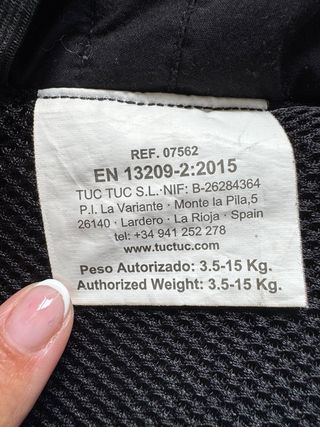 REF. 07562
EN 13209-2:2015
TUC TUC S.L.·NIF: B-26284364
P.I. La Variante · Monte la Pila,5
26140 · Lardero · La Rioja · Spain
tel: +34 941 252 278
www.tuctuc.com
Peso Autorizado: 3.5-15 Kg.
Authorized Weight: 3.5-15 Kg.